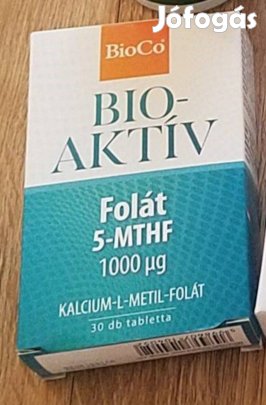 Jófogás
BioCo
BIO-
AKTÍV
Folát
5-MTHF
1000 µg
KALCIUM-L-METIL-FOLÁT
30 db tabletta